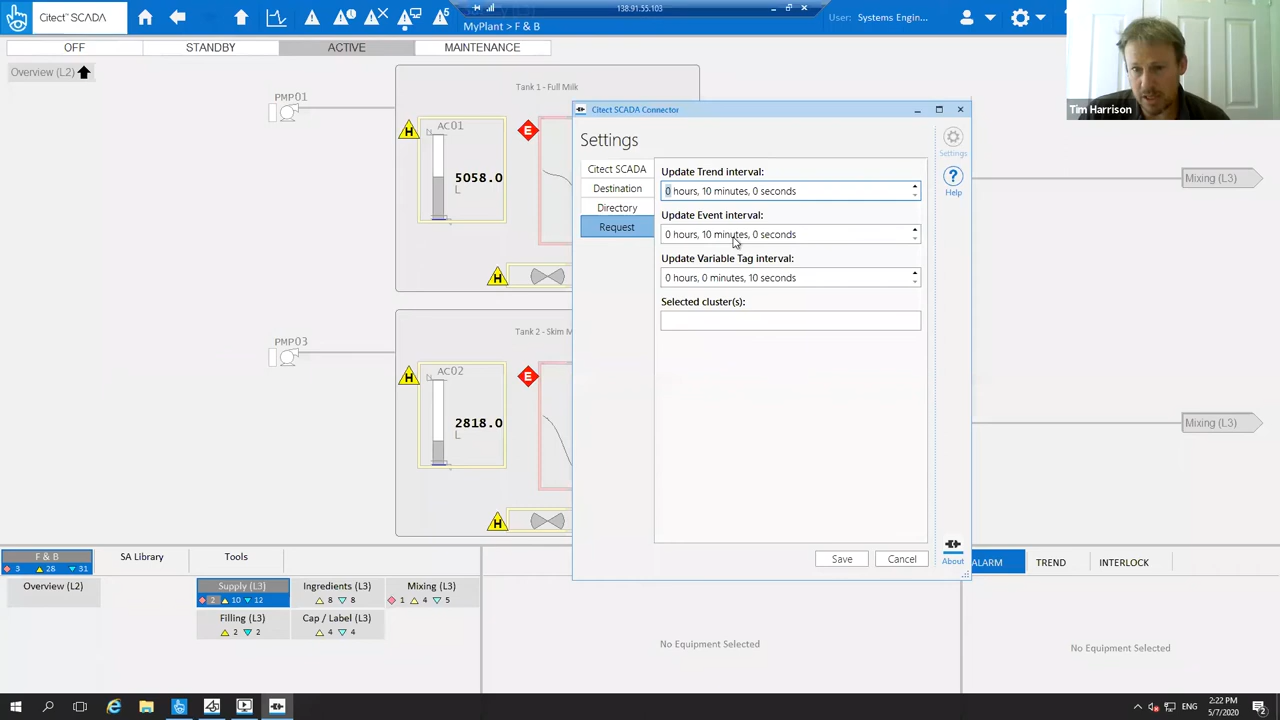 138.91.55.103
Citect SCADA
MyPlant > F & B
User: Systems Engin...
Tim Harrison
OFF
STANDBY
ACTIVE
MAINTENANCE
Overview (L2)
PMP01
Tank 1 - Full Milk
H
AC01
E
5058.0
L
H
PMP03
Tank 2 - Skim M
H
AC02
E
2818.0
L
H
Mixing (L3)
Mixing (L3)
Citect SCADA Connector
Settings
Citect SCADA
Destination
Directory
Request
Update Trend interval:
0 hours, 10 minutes, 0 seconds
Update Event interval:
0 hours, 10 minutes, 0 seconds
Update Variable Tag interval:
0 hours, 0 minutes, 10 seconds
Selected cluster(s):
Save
Cancel
Settings
?
Help
About
F & B
3 28 31
SA Library
Tools
Overview (L2)
Supply (L3)
2 10 12
Ingredients (L3)
8 8
Mixing (L3)
1 4 5
Filling (L3)
2 2
Cap / Label (L3)
4 4
No Equipment Selected
ALARM
TREND
INTERLOCK
No Equipment Selected
ENG
2:22 PM
5/7/2020
2